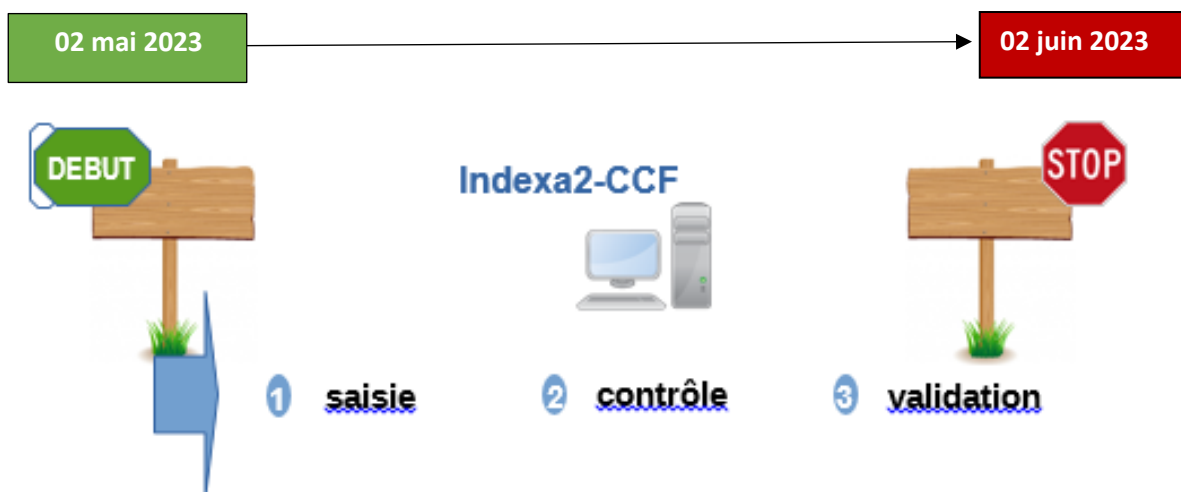 02 mai 2023
02 juin 2023
DEBUT
STOP
Indexa2-CCF
1 saisie
2 contrôle
3 validation